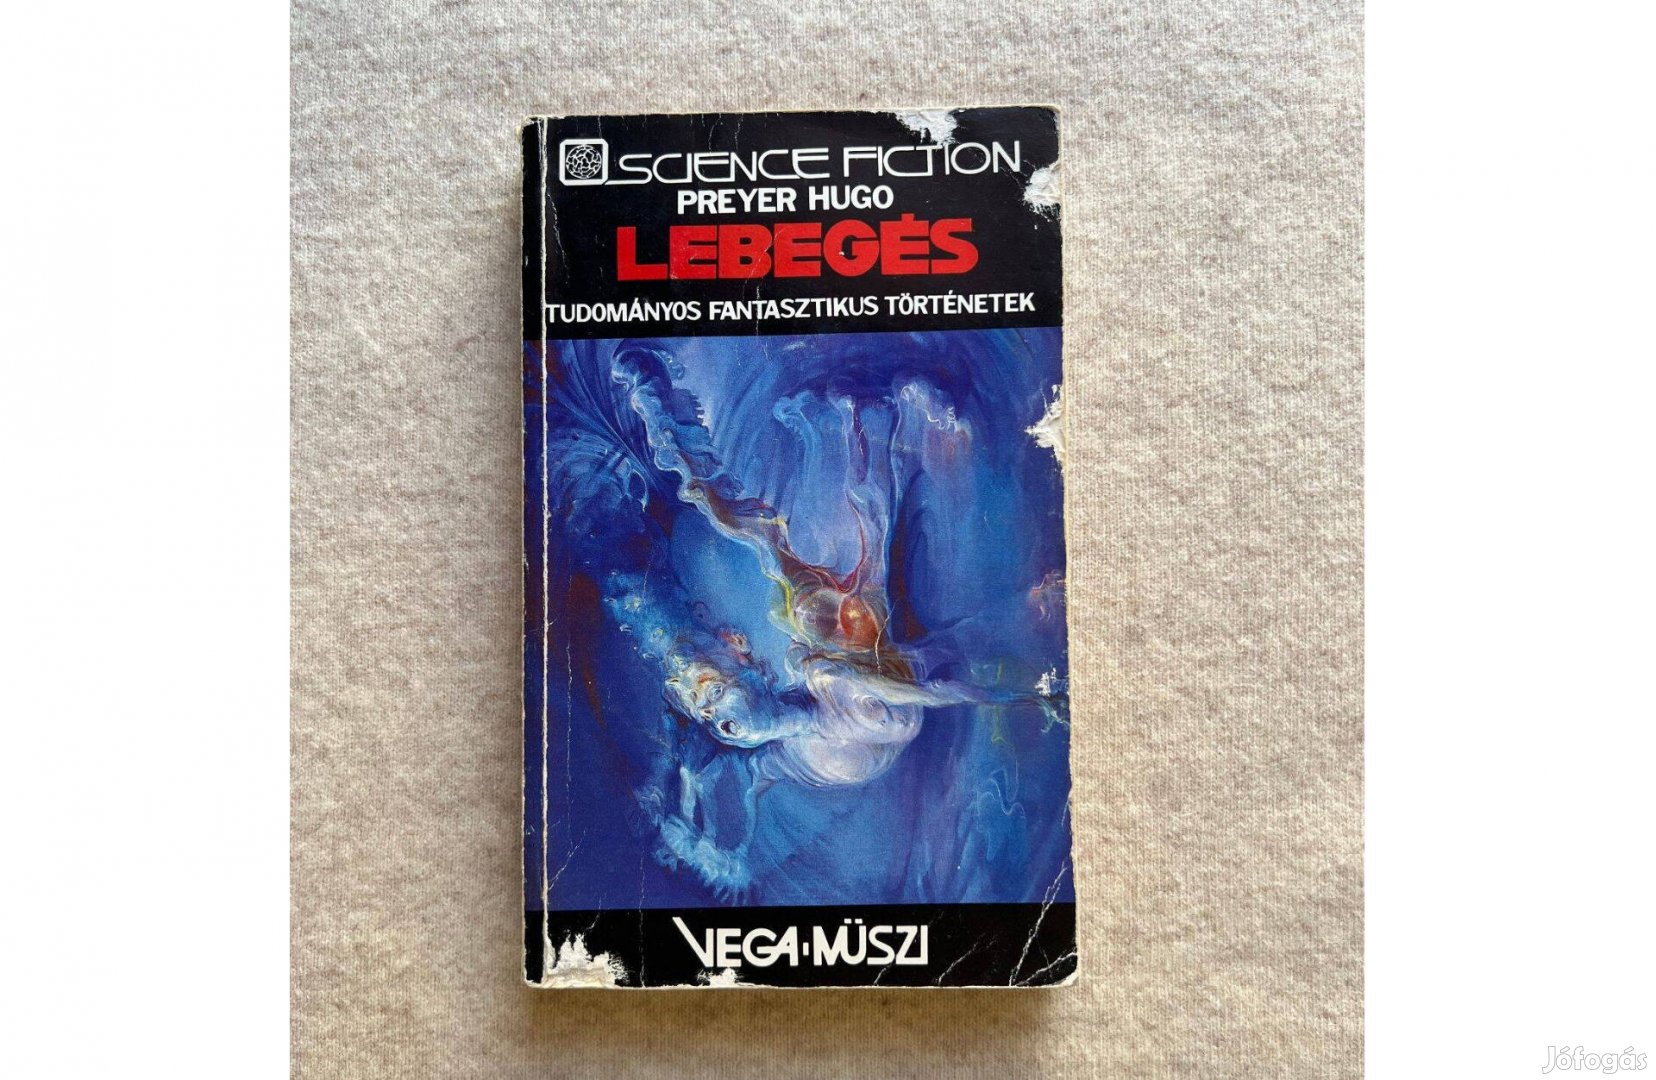 SCIENCE FICTION
PREYER HUGO
LEBEGÉS
TUDOMÁNYOS FANTASZTIKUS TÖRTÉNETEK
VEGA·MŰSZI
Jófogás